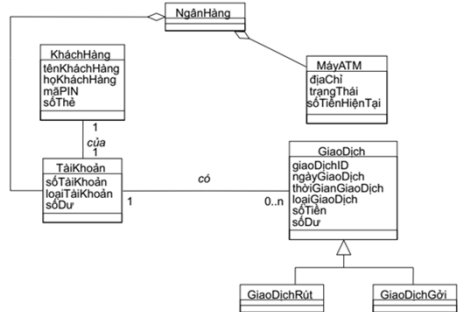 NgânHàng
KháchHàng
tênKháchHàng
họKháchHàng
mãPIN
sốThẻ
MáyATM
địaChỉ
trạngThái
sốTiềnHiệnTại
1
của
1
TàiKhoản
sốTàiKhoản
loạiTàiKhoản
sốDư
có
1
0..n
GiaoDịch
giaoDịchID
ngàyGiaoDịch
thờiGianGiaoDịch
loạiGiaoDịch
sốTiền
sốDư
GiaoDịchRút
GiaoDịchGởi